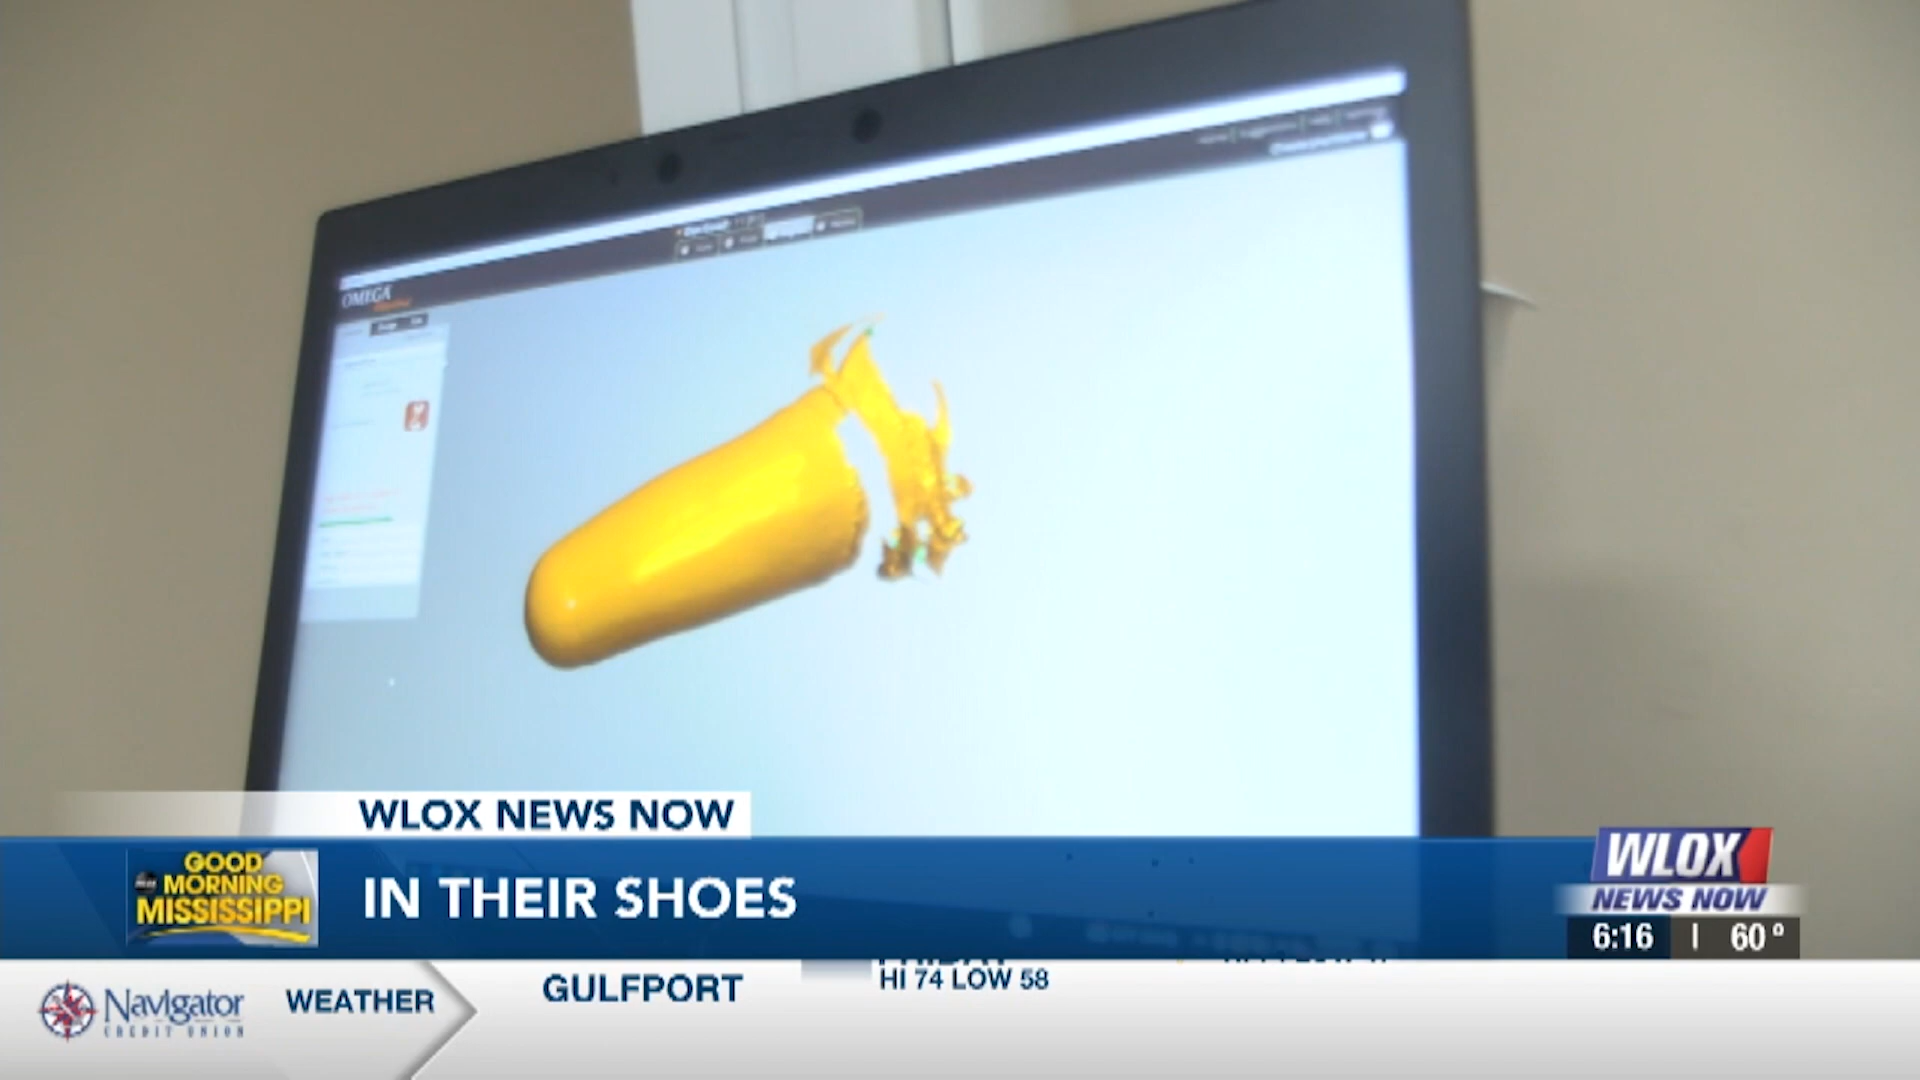 OMEGA
WLOX NEWS NOW
GOOD
MORNING
MISSISSIPPI
IN THEIR SHOES
WLOX
NEWS NOW
6:16 | 60°
Navigator
CREDIT UNION
WEATHER
GULFPORT
FRIDAY
HI 74 LOW 58